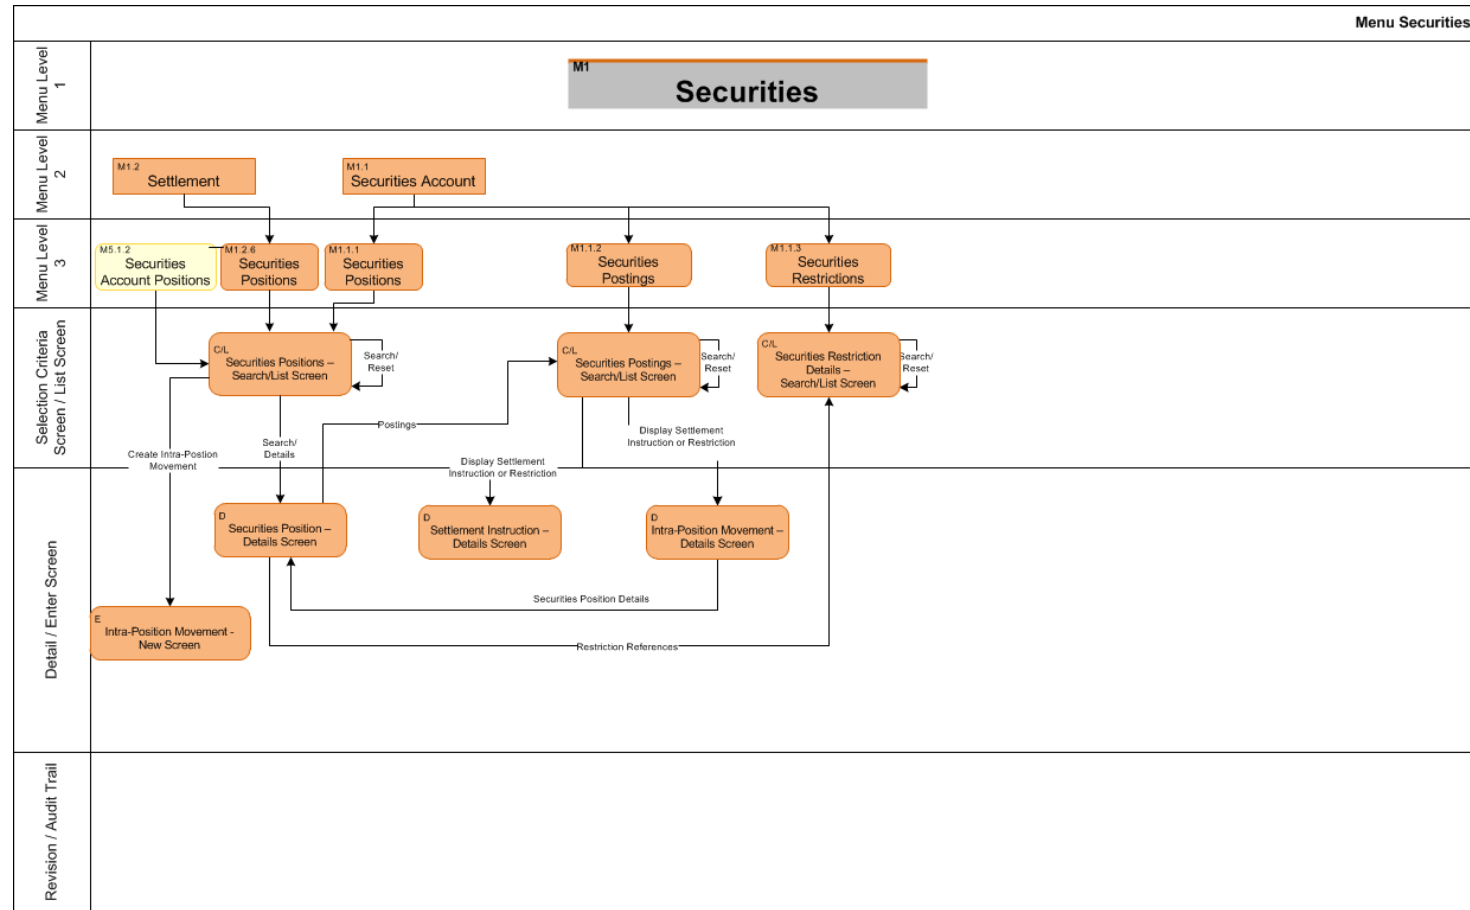 Menu Securities
Menu Level
1
M1
Securities
Menu Level
2
M1.2
Settlement
M1.1
Securities Account
Menu Level
3
M5.1.2
Securities
Account Positions
M1.2.6
Securities
Positions
M1.1.1
Securities
Positions
M1.1.2
Securities
Postings
M1.1.3
Securities
Restrictions
Selection Criteria
Screen / List Screen
C/L
Securities Positions –
Search/List Screen
Search/
Reset
C/L
Securities Postings –
Search/List Screen
Search/
Reset
C/L
Securities Restriction
Details –
Search/List Screen
Search/
Reset
Postings
Create Intra-Postion
Movement
Search/
Details
Display Settlement
Instruction or Restriction
Display Settlement
Instruction or Restriction
Detail / Enter Screen
D
Securities Position –
Details Screen
D
Settlement Instruction –
Details Screen
D
Intra-Position Movement –
Details Screen
Securities Position Details
E
Intra-Position Movement -
New Screen
Restriction References
Revision / Audit Trail